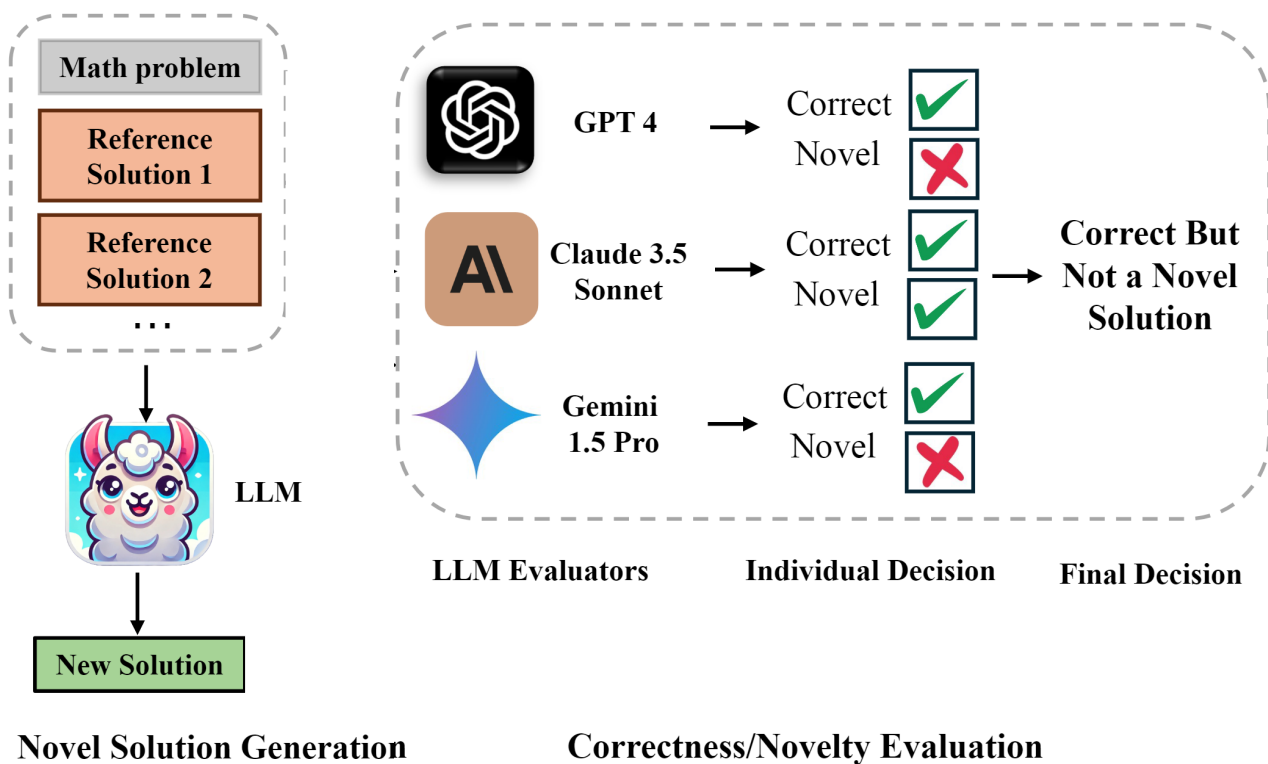 Math problem
Reference
Solution 1
Reference
Solution 2
...
LLM
New Solution
Novel Solution Generation
GPT 4
Correct
Novel
Claude 3.5
Sonnet
Correct
Novel
Gemini
1.5 Pro
Correct
Novel
Correct But
Not a Novel
Solution
LLM Evaluators
Individual Decision
Final Decision
Correctness/Novelty Evaluation